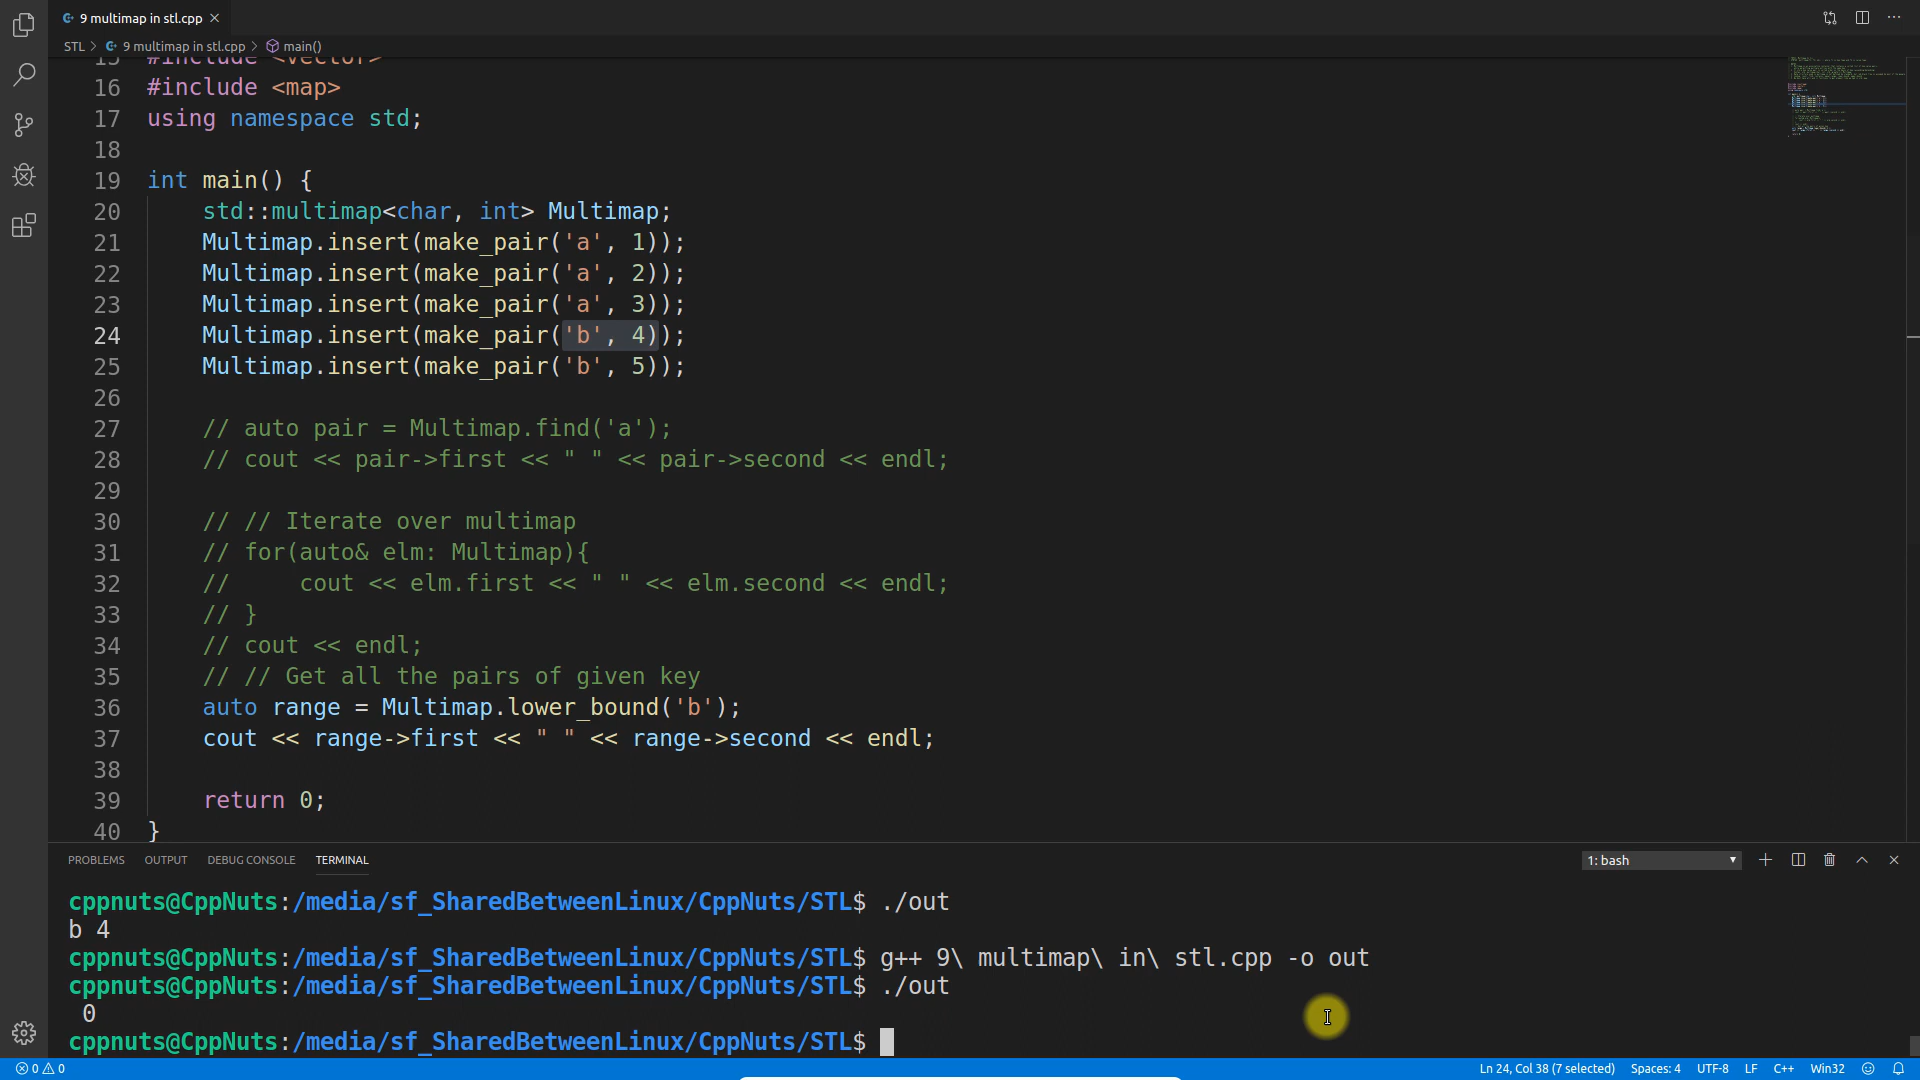 9 multimap in stl.cpp
STL > 9 multimap in stl.cpp > main()
15 #include <vector>
16 #include <map>
17 using namespace std;
18
19 int main() {
20 std::multimap<char, int> Multimap;
21 Multimap.insert(make_pair('a', 1));
22 Multimap.insert(make_pair('a', 2));
23 Multimap.insert(make_pair('a', 3));
24 Multimap.insert(make_pair('b', 4));
25 Multimap.insert(make_pair('b', 5));
26
27 // auto pair = Multimap.find('a');
28 // cout << pair->first << " " << pair->second << endl;
29
30 // // Iterate over multimap
31 // for(auto& elm: Multimap){
32 //     cout << elm.first << " " << elm.second << endl;
33 // }
34 // cout << endl;
35 // // Get all the pairs of given key
36 auto range = Multimap.lower_bound('b');
37 cout << range->first << " " << range->second << endl;
38
39 return 0;
40 }
PROBLEMS OUTPUT DEBUG CONSOLE TERMINAL 1: bash
cppnuts@CppNuts:/media/sf_SharedBetweenLinux/CppNuts/STL$ ./out
b 4
cppnuts@CppNuts:/media/sf_SharedBetweenLinux/CppNuts/STL$ g++ 9\ multimap\ in\ stl.cpp -o out
cppnuts@CppNuts:/media/sf_SharedBetweenLinux/CppNuts/STL$ ./out
0
cppnuts@CppNuts:/media/sf_SharedBetweenLinux/CppNuts/STL$
0 0 Ln 24, Col 38 (7 selected) Spaces: 4 UTF-8 LF C++ Win32